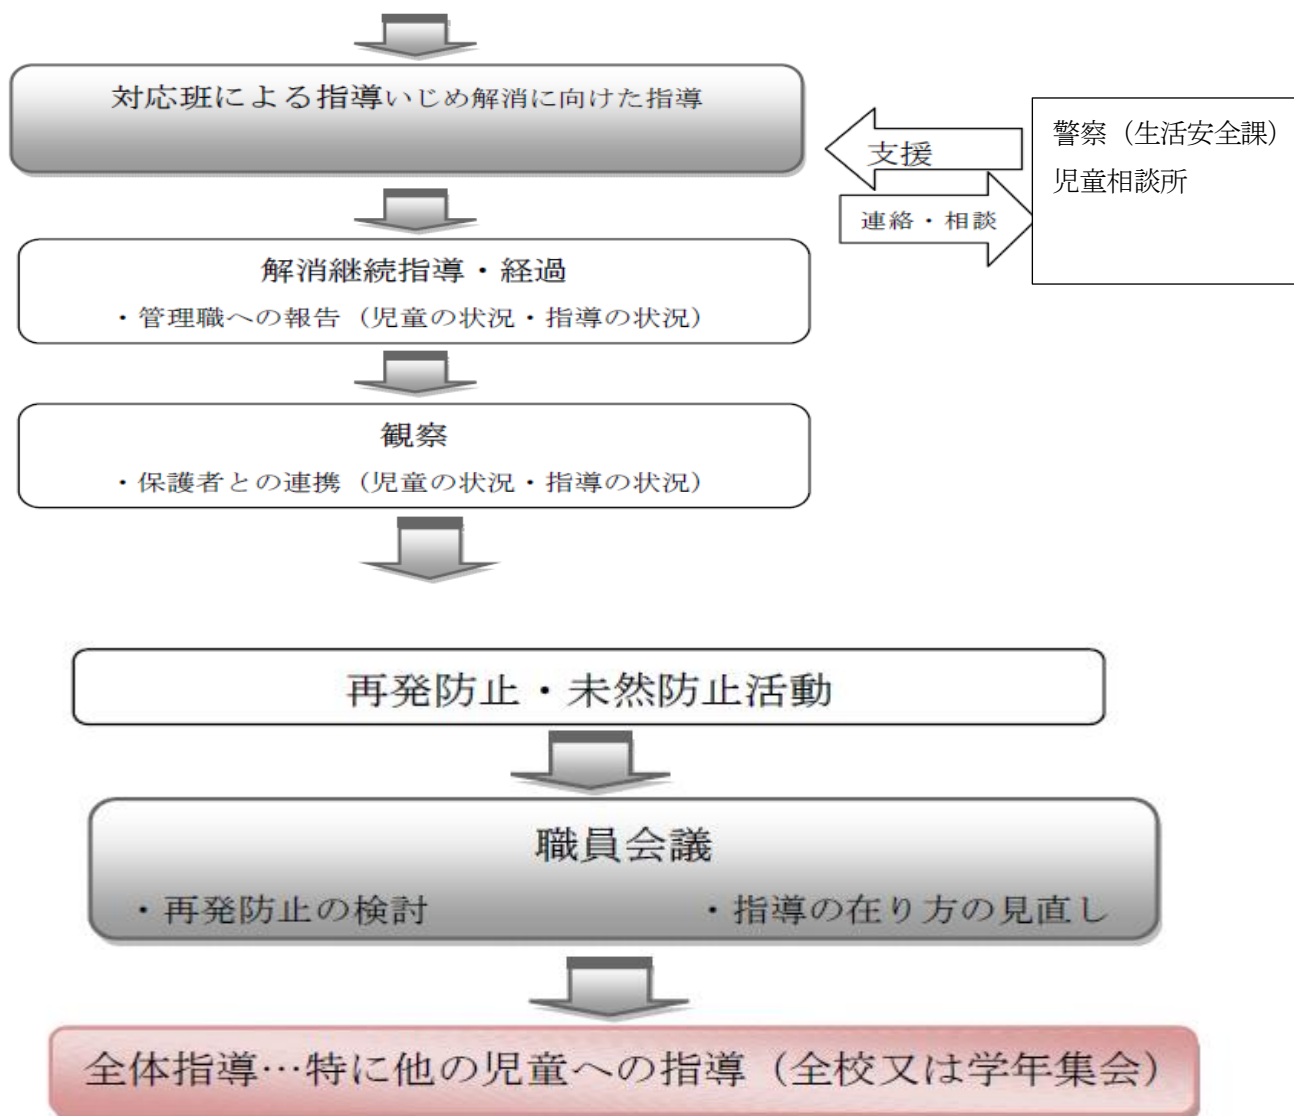 対応班による指導いじめ解消に向けた指導
支援
連絡・相談
警察（生活安全課）
児童相談所
解消継続指導・経過
・管理職への報告（児童の状況・指導の状況）
観察
・保護者との連携（児童の状況・指導の状況）
再発防止・未然防止活動
職員会議
・再発防止の検討　・指導の在り方の見直し
全体指導…特に他の児童への指導（全校又は学年集会）